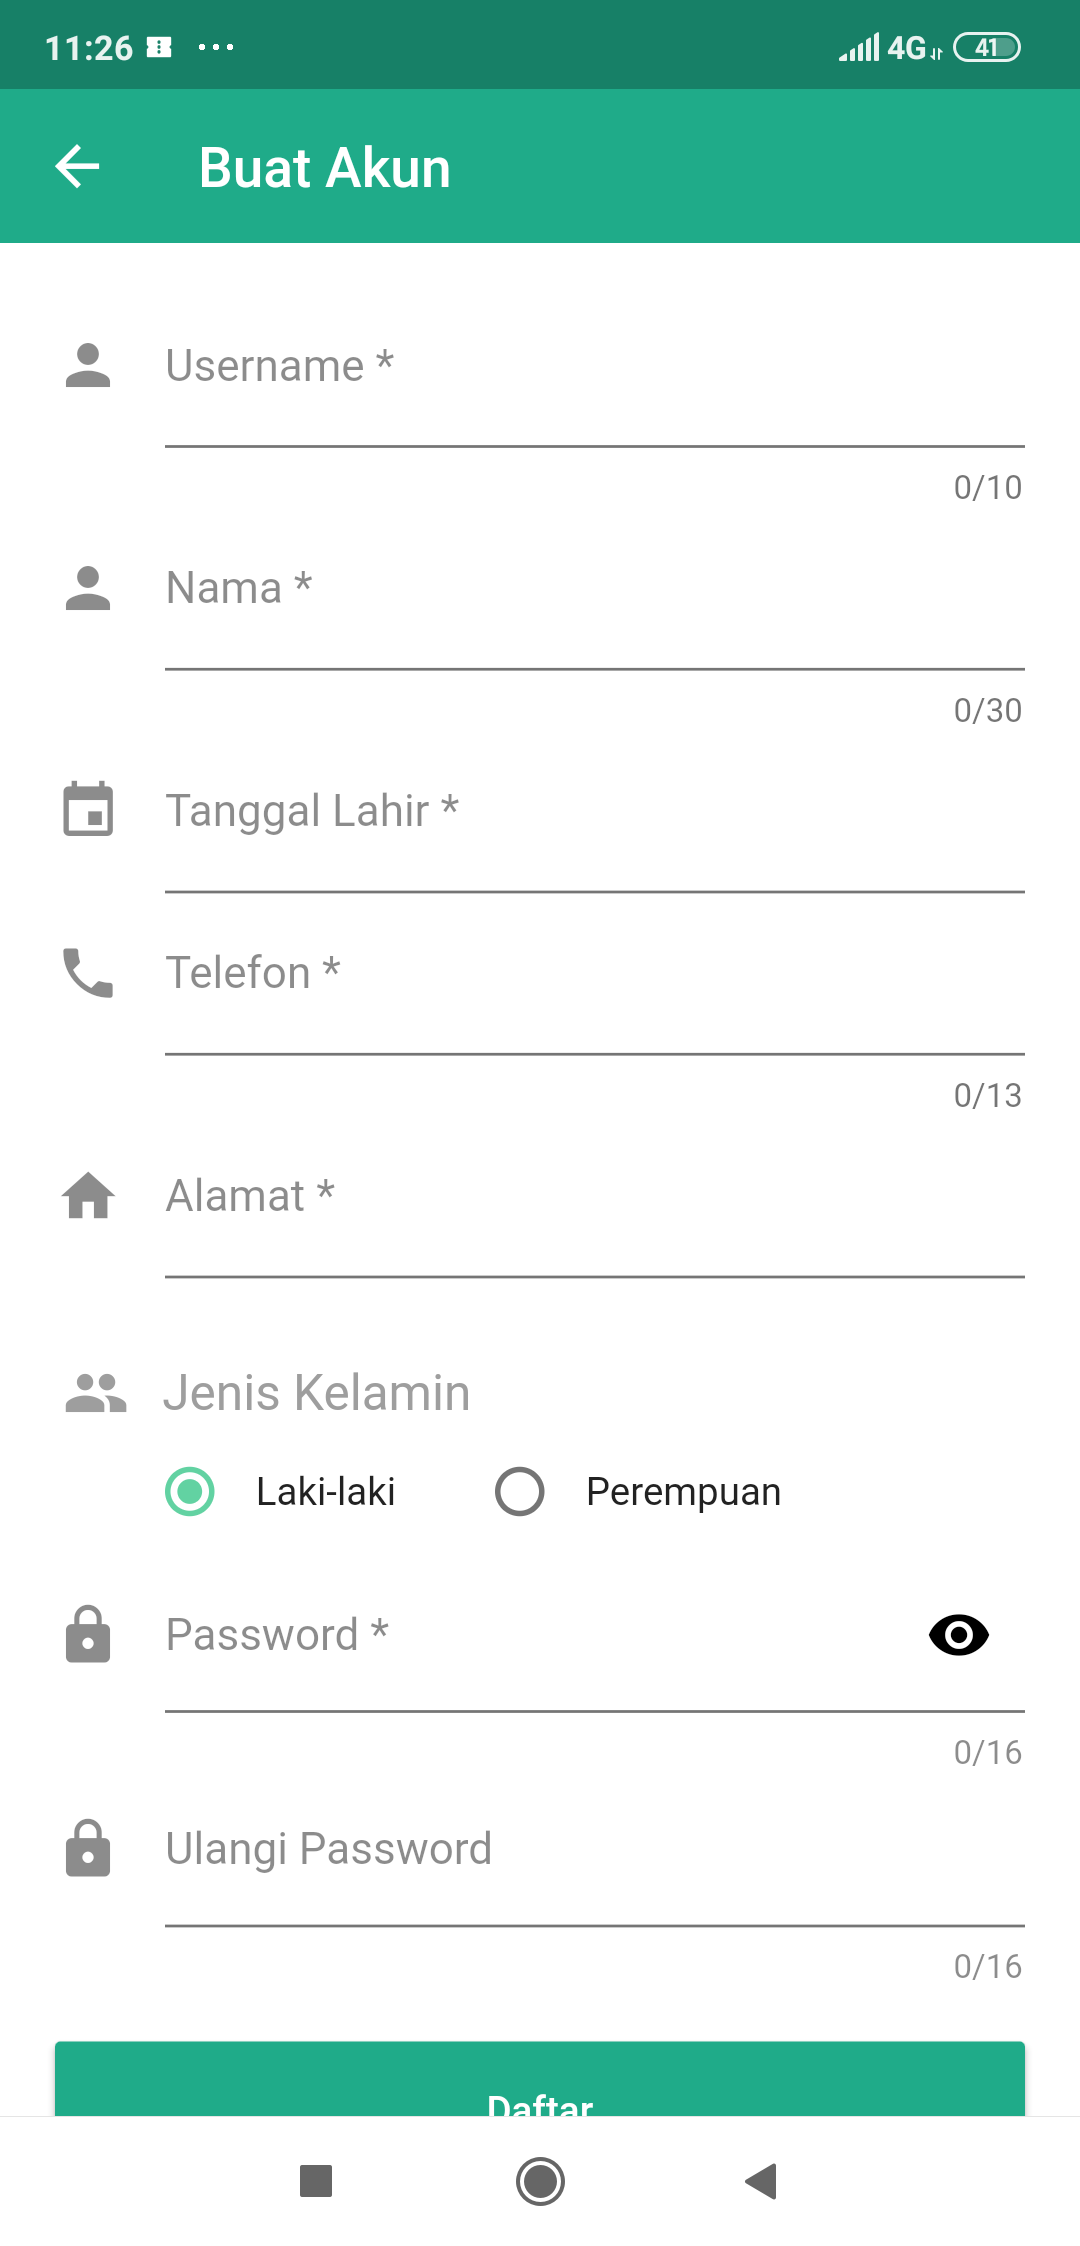 11:26 ... 4G 41
Buat Akun
Username *
0/10
Nama *
0/30
Tanggal Lahir *
Telefon *
0/13
Alamat *
Jenis Kelamin
Laki-laki Perempuan
Password *
0/16
Ulangi Password
0/16
Daftar